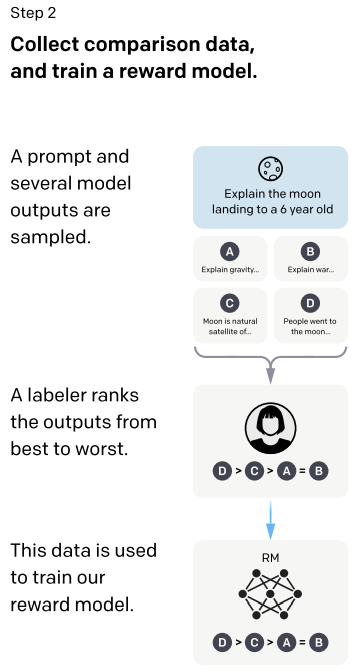 Step 2
Collect comparison data,
and train a reward model.
A prompt and
several model
outputs are
sampled.
Explain the moon
landing to a 6 year old
A
Explain gravity...
B
Explain war...
C
Moon is natural
satellite of...
D
People went to
the moon...
A labeler ranks
the outputs from
best to worst.
D > C > A = B
This data is used
to train our
reward model.
RM
D > C > A = B